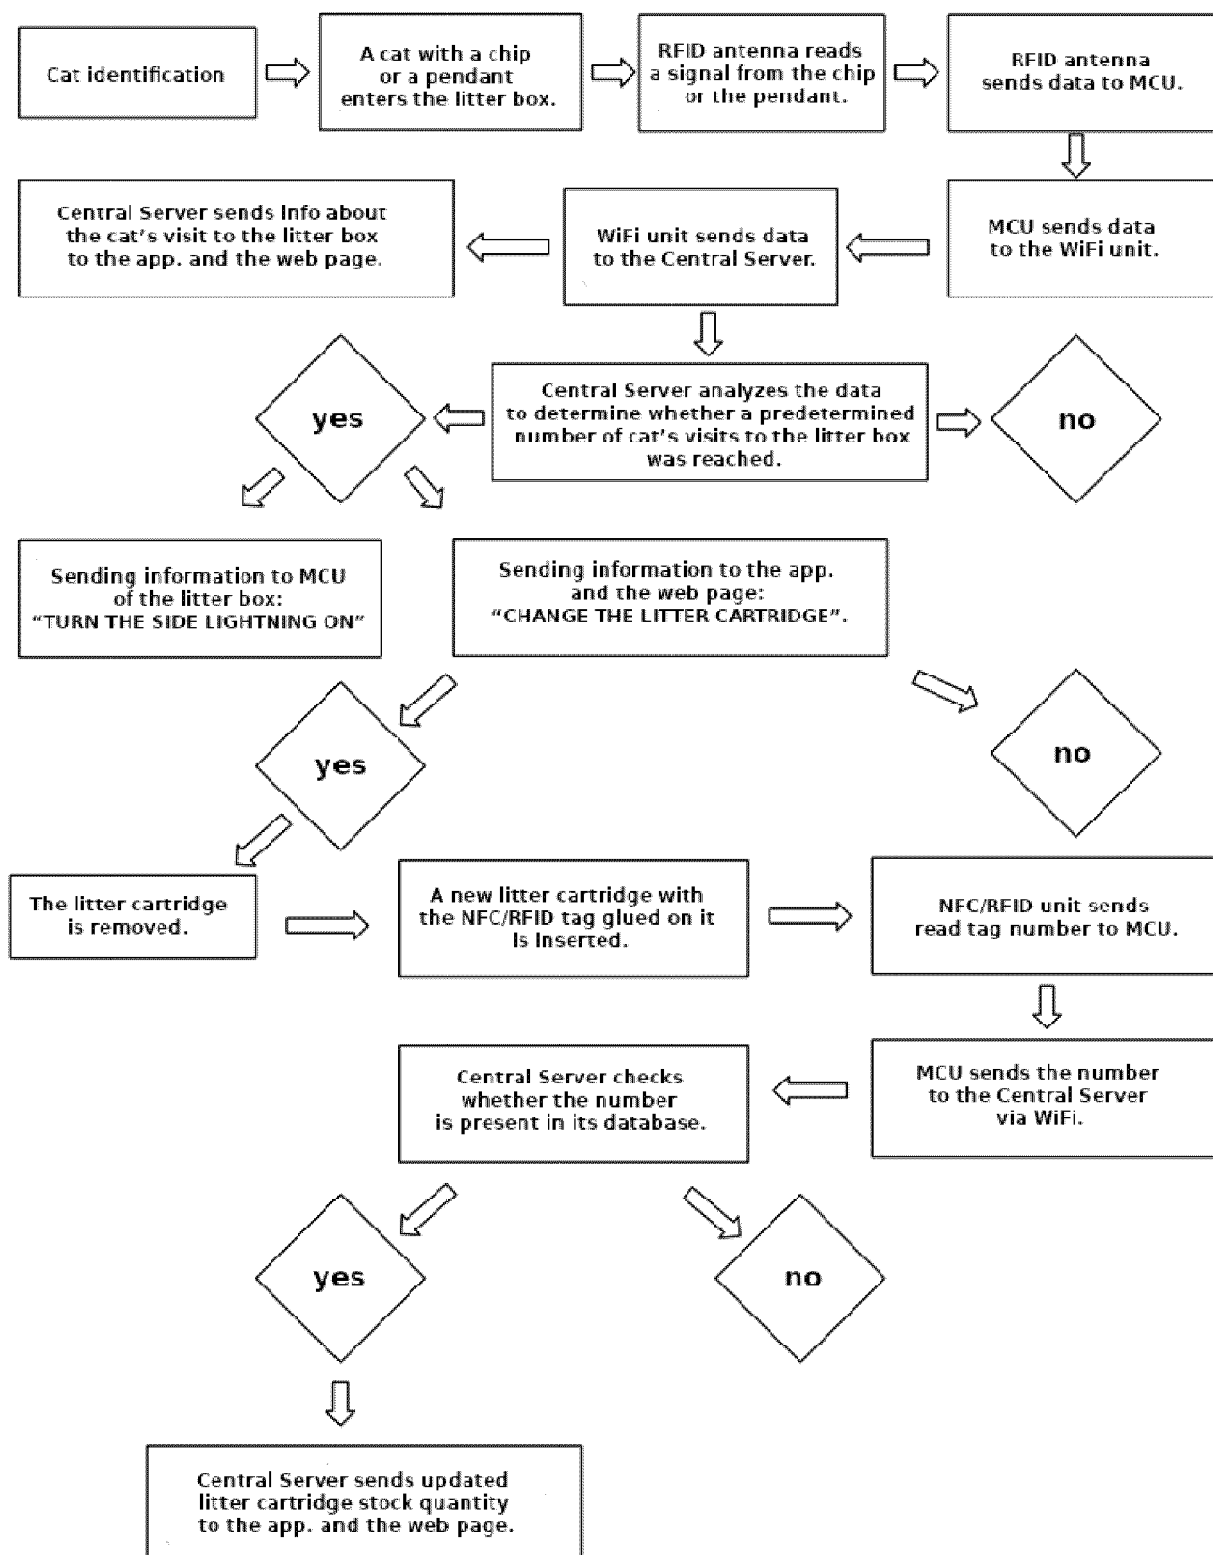 Cat identification
A cat with a chip
or a pendant
enters the litter box.
RFID antenna reads
a signal from the chip
or the pendant.
RFID antenna
sends data to MCU.
Central Server sends info about
the cat's visit to the litter box
to the app. and the web page.
WiFi unit sends data
to the Central Server.
MCU sends data
to the WiFi unit.
yes
Central Server analyzes the data
to determine whether a predetermined
number of cat's visits to the litter box
was reached.
no
Sending information to MCU
of the litter box:
“TURN THE SIDE LIGHTNING ON”
Sending information to the app.
and the web page:
“CHANGE THE LITTER CARTRIDGE”.
yes
no
The litter cartridge
is removed.
A new litter cartridge with
the NFC/RFID tag glued on it
is inserted.
NFC/RFID unit sends
read tag number to MCU.
Central Server checks
whether the number
is present in its database.
MCU sends the number
to the Central Server
via WiFi.
yes
no
Central Server sends updated
litter cartridge stock quantity
to the app. and the web page.